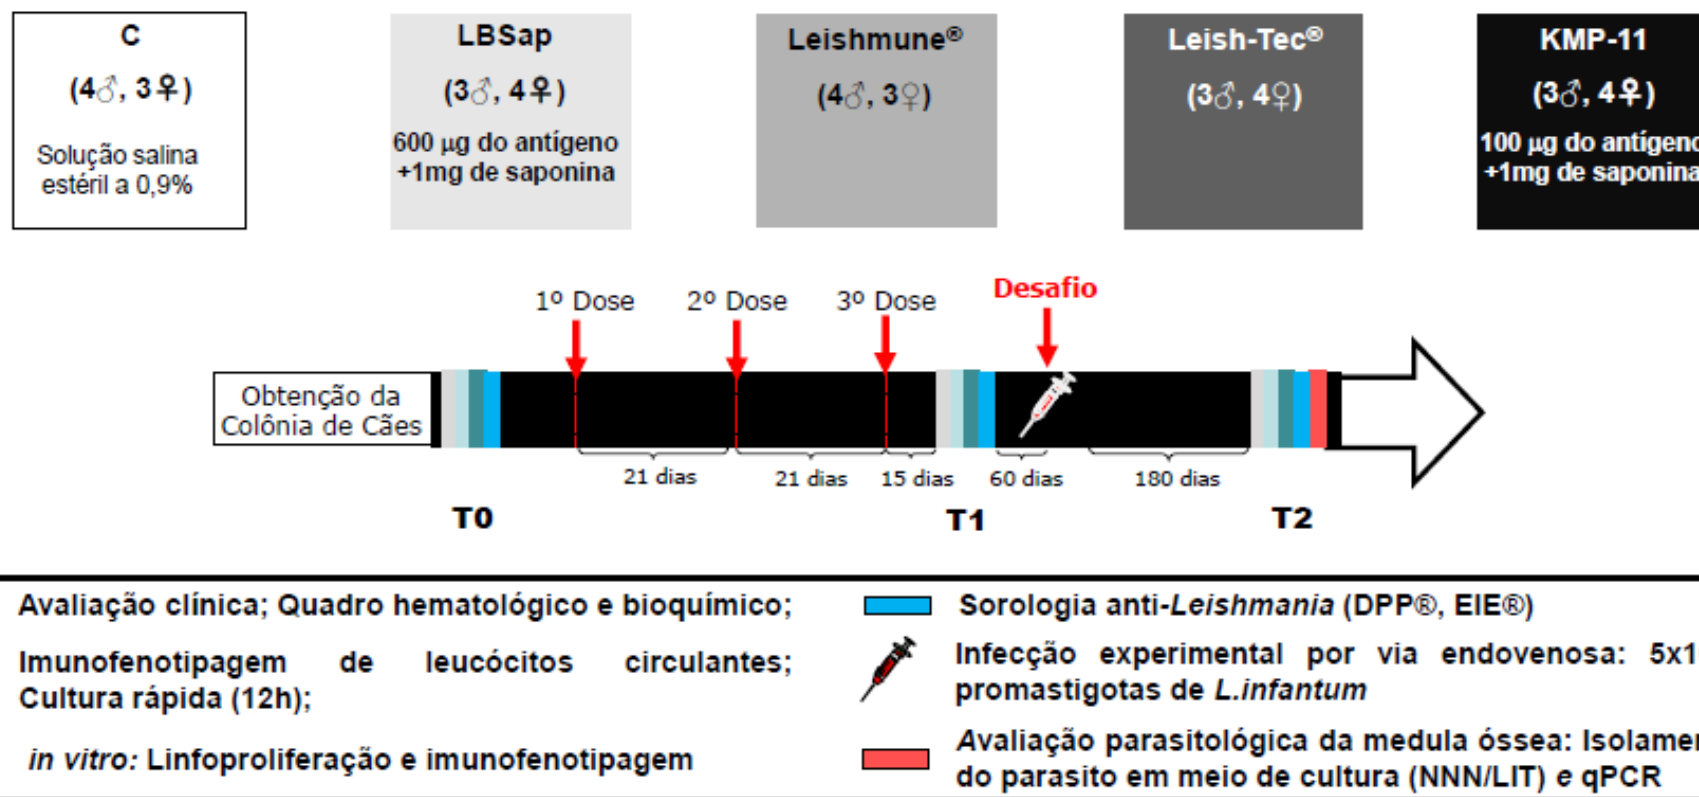 C
(4♂, 3♀)
Solução salina
estéril a 0,9%
LBSap
(3♂, 4♀)
600 µg do antígeno
+1mg de saponina
Leishmune®
(4♂, 3♀)
Leish-Tec®
(3♂, 4♀)
KMP-11
(3♂, 4♀)
100 µg do antígeno
+1mg de saponina
1º Dose
2º Dose
3º Dose
Desafio
Obtenção da
Colônia de Cães
21 dias
21 dias
15 dias
60 dias
180 dias
T0
T1
T2
Avaliação clínica; Quadro hematológico e bioquímico;
Imunofenotipagem de leucócitos circulantes;
Cultura rápida (12h);
in vitro: Linfoproliferação e imunofenotipagem
Sorologia anti-Leishmania (DPP®, EIE®)
Infecção experimental por via endovenosa:
promastigotas de L.infantum
Avaliação parasitológica da medula óssea:
do parasito em meio de cultura (NNN/LIT) e qPCR